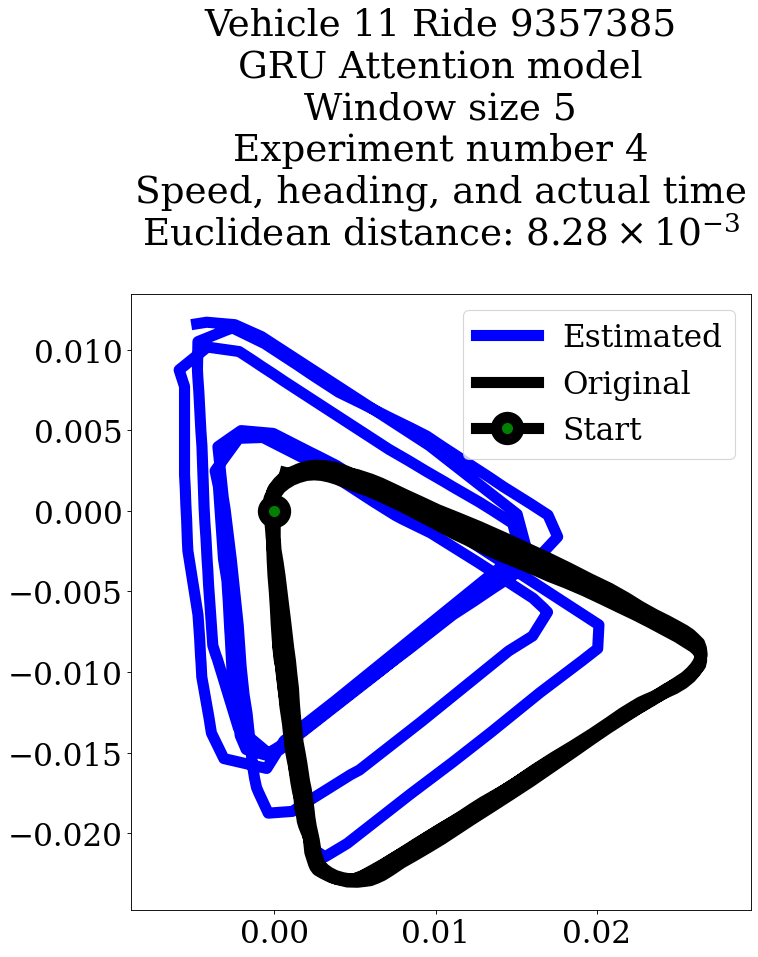 Vehicle 11 Ride 9357385
GRU Attention model
Window size 5
Experiment number 4
Speed, heading, and actual time
Euclidean distance: 8.28 × 10⁻³
Estimated
Original
Start
0.010
0.005
0.000
−0.005
−0.010
−0.015
−0.020
0.00 0.01 0.02